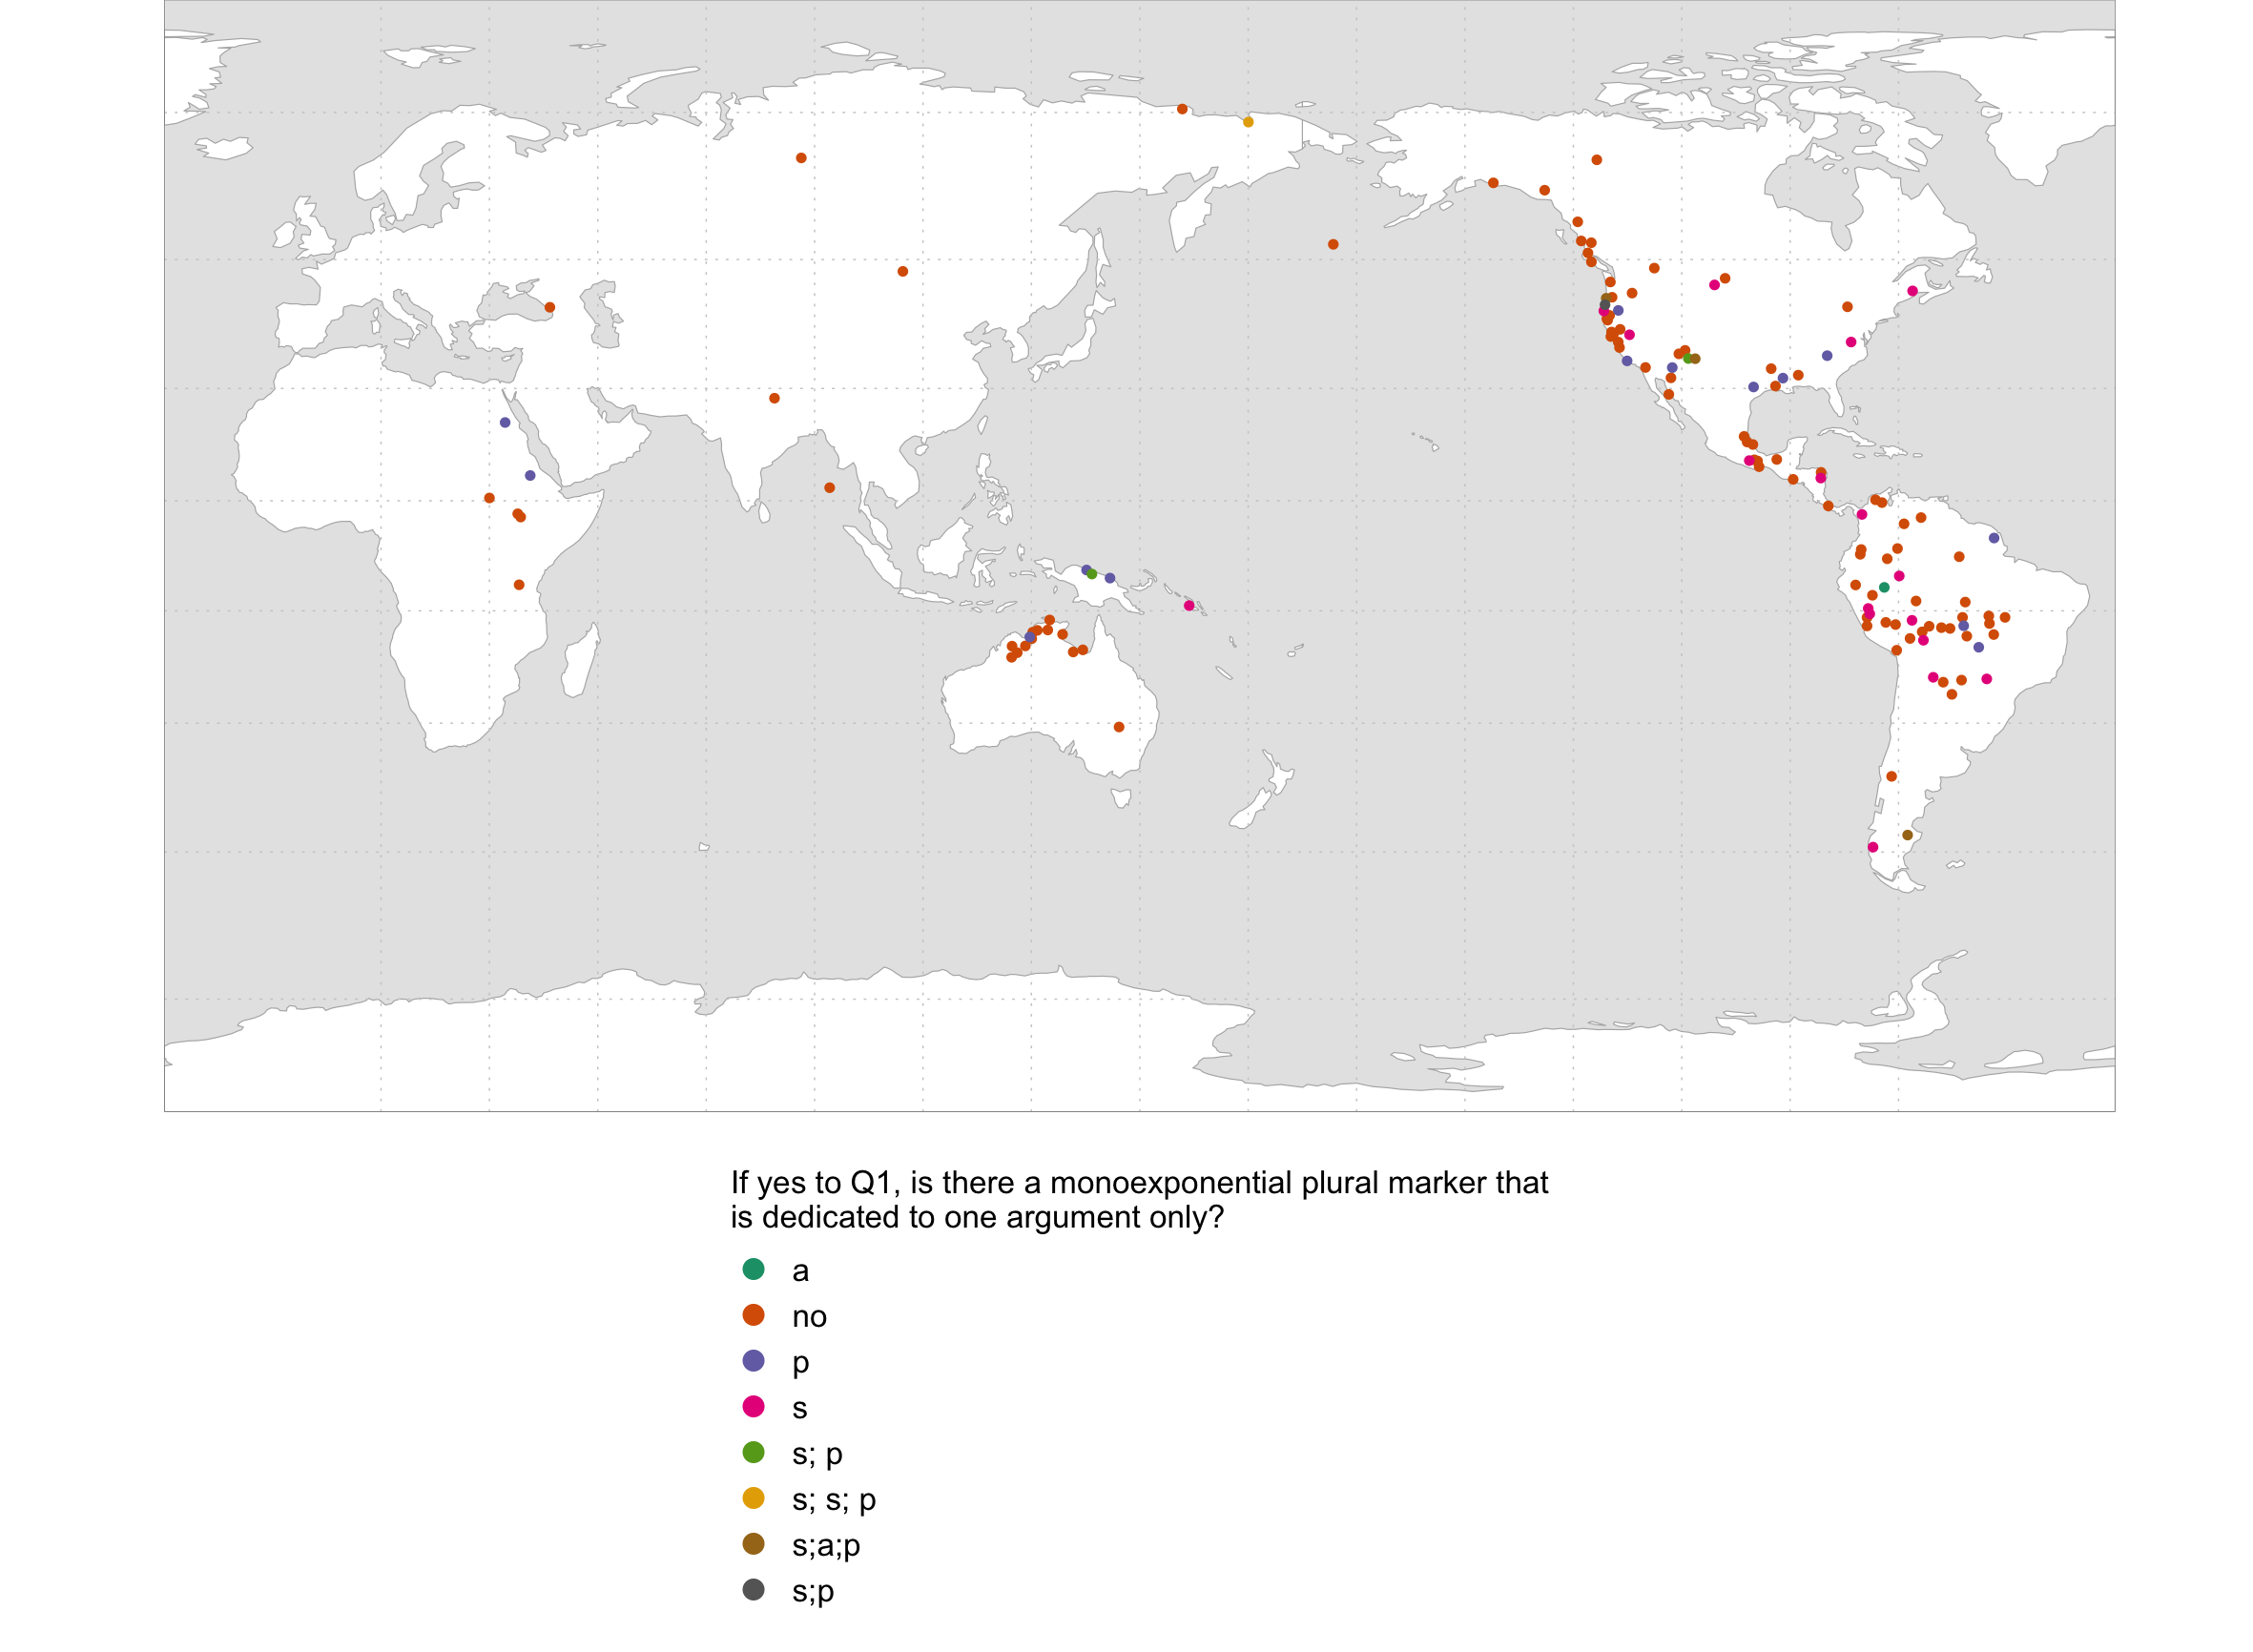 If yes to Q1, is there a monoexponential plural marker that
is dedicated to one argument only?
a
no
p
s
s; p
s; s; p
s;a;p
s;p